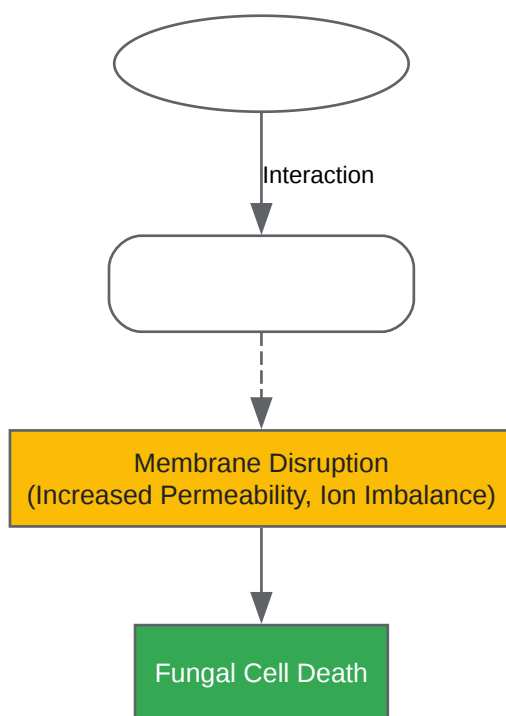 Interaction
Membrane Disruption
(Increased Permeability, Ion Imbalance)
Fungal Cell Death